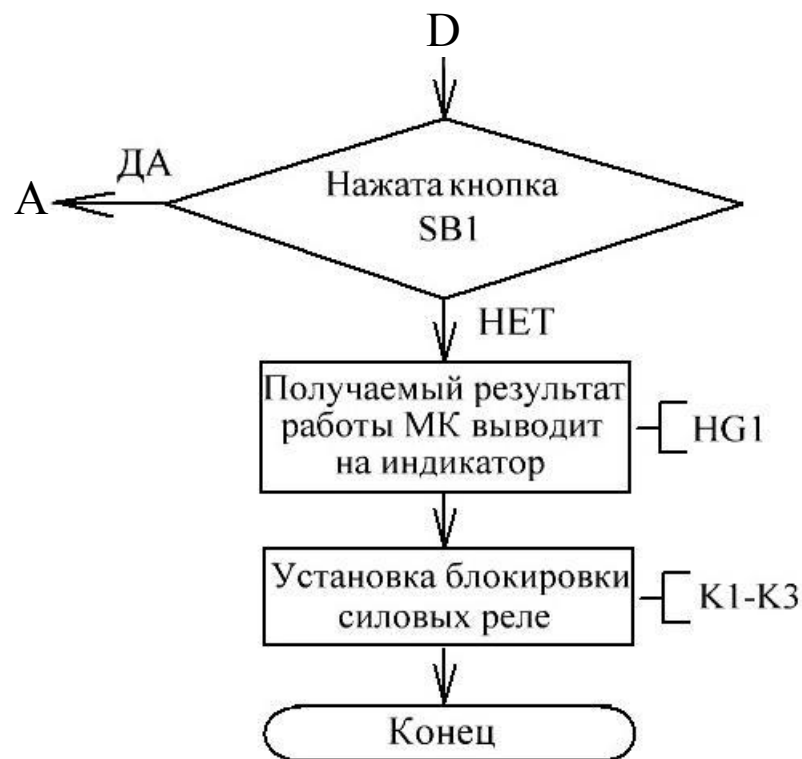 D
ДА
A
Нажата кнопка
SB1
НЕТ
Получаемый результат
работы МК выводит
на индикатор
HG1
Установка блокировки
силовых реле
K1-K3
Конец